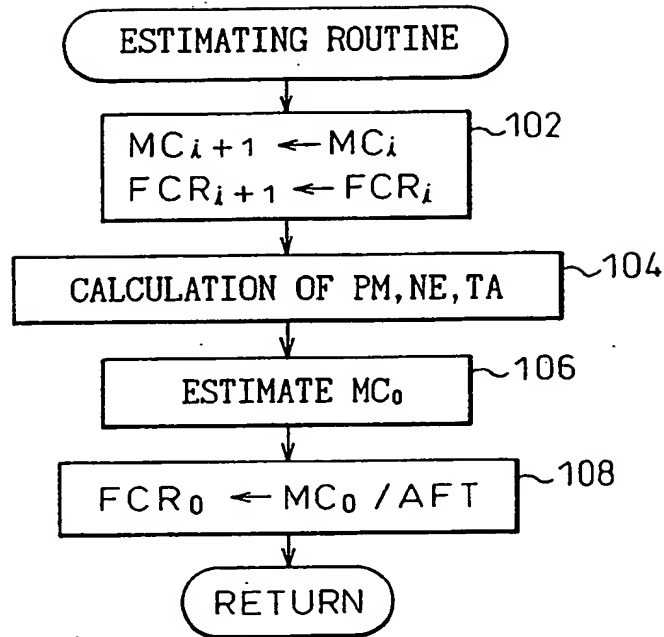 ESTIMATING ROUTINE
MCi+1 ← MCi
FCRi+1 ← FCRi
102
CALCULATION OF PM,NE,TA
104
ESTIMATE MC0
106
FCR0 ← MC0 / AFT
108
RETURN